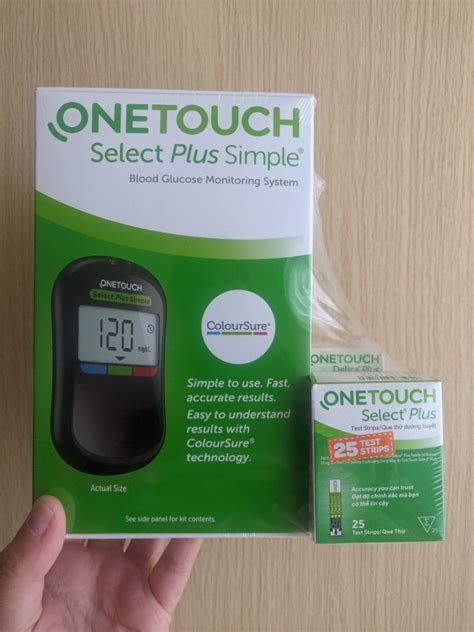 ONETOUCH
Select Plus Simple®
Blood Glucose Monitoring System
ONETOUCH
Select Plus Simple
120
mg/dL
ColourSure®
Simple to use. Fast,
accurate results.
Easy to understand
results with
ColourSure®
technology.
Actual Size
See side panel for kit contents.
ONETOUCH
Delica® Plus
ONETOUCH
Select® Plus
Test Strips/Que thử đường huyết
25 TEST
STRIPS
Accuracy you can trust
Đạt độ chính xác mà bạn
có thể tin cậy
25
Test Strips/Que Thử
25